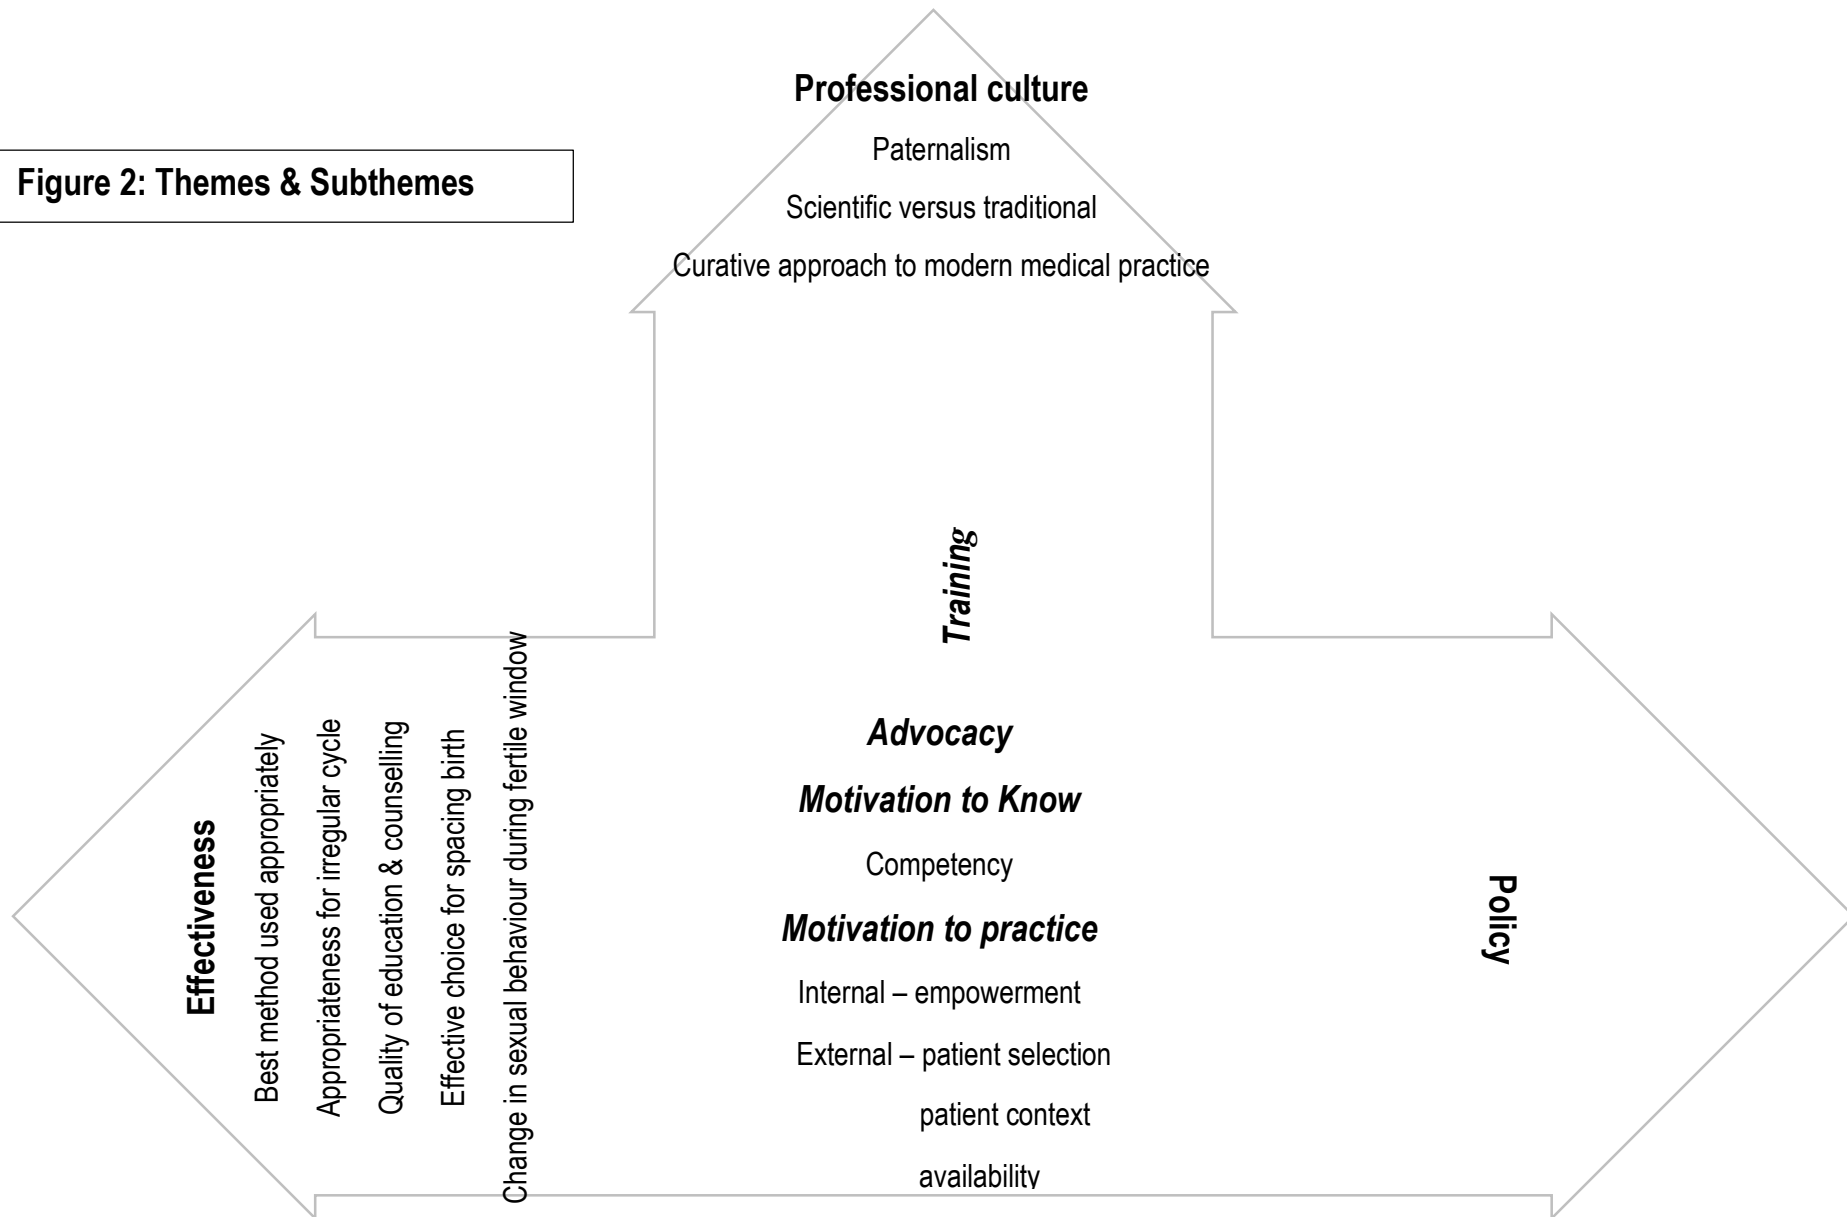 Professional culture
Paternalism
Scientific versus traditional
Curative approach to modern medical practice
Figure 2: Themes & Subthemes
Training
Effectiveness
Best method used appropriately
Appropriateness for irregular cycle
Quality of education & counselling
Effective choice for spacing birth
Change in sexual behaviour during fertile window
Advocacy
Motivation to Know
Competency
Motivation to practice
Internal – empowerment
External – patient selection
patient context
availability
Policy